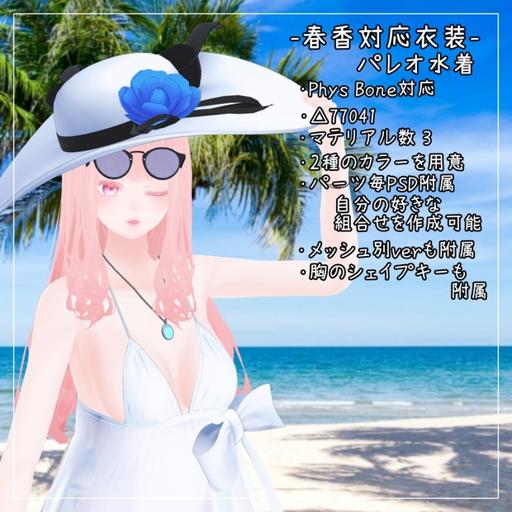 -春香対応衣装-
パレオ水着
・Phys Bone対応
・△77041
・マテリアル数 3
・2種のカラーを用意
・パーツ毎PSD附属
自分の好きな
組合せを作成可能
・メッシュ別verも附属
・胸のシェイプキーも
附属